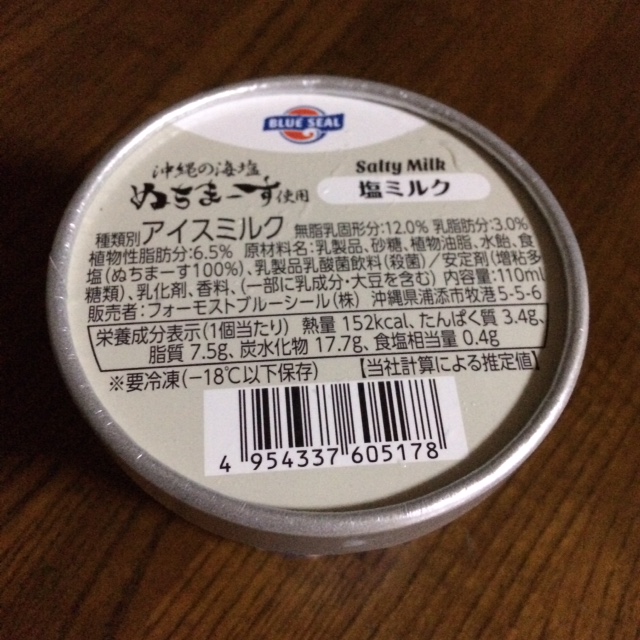 BLUE SEAL
沖縄の海塩
ぬちまーす使用
Salty Milk
塩ミルク
種類別 アイスミルク 無脂乳固形分:12.0% 乳脂肪分:3.0%
植物性脂肪分:6.5% 原材料名:乳製品、砂糖、植物油脂、水飴、食
塩(ぬちまーす100%)、乳製品乳酸菌飲料(殺菌)/安定剤(増粘多
糖類)、乳化剤、香料、(一部に乳成分・大豆を含む) 内容量:110ml
販売者:フォーモストブルーシール(株) 沖縄県浦添市牧港5-5-6
栄養成分表示(1個当たり) 熱量 152kcal、たんぱく質 3.4g、
脂質 7.5g、炭水化物 17.7g、食塩相当量 0.4g
※要冷凍(-18℃以下保存) 【当社計算による推定値】
4 954337 605178